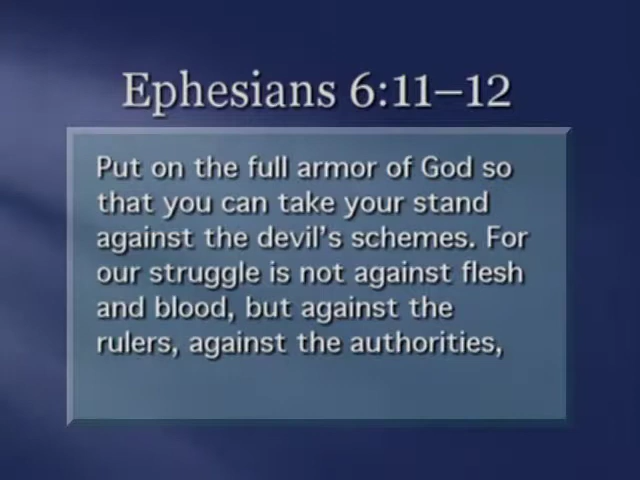 Ephesians 6:11–12
Put on the full armor of God so
that you can take your stand
against the devil's schemes. For
our struggle is not against flesh
and blood, but against the
rulers, against the authorities,